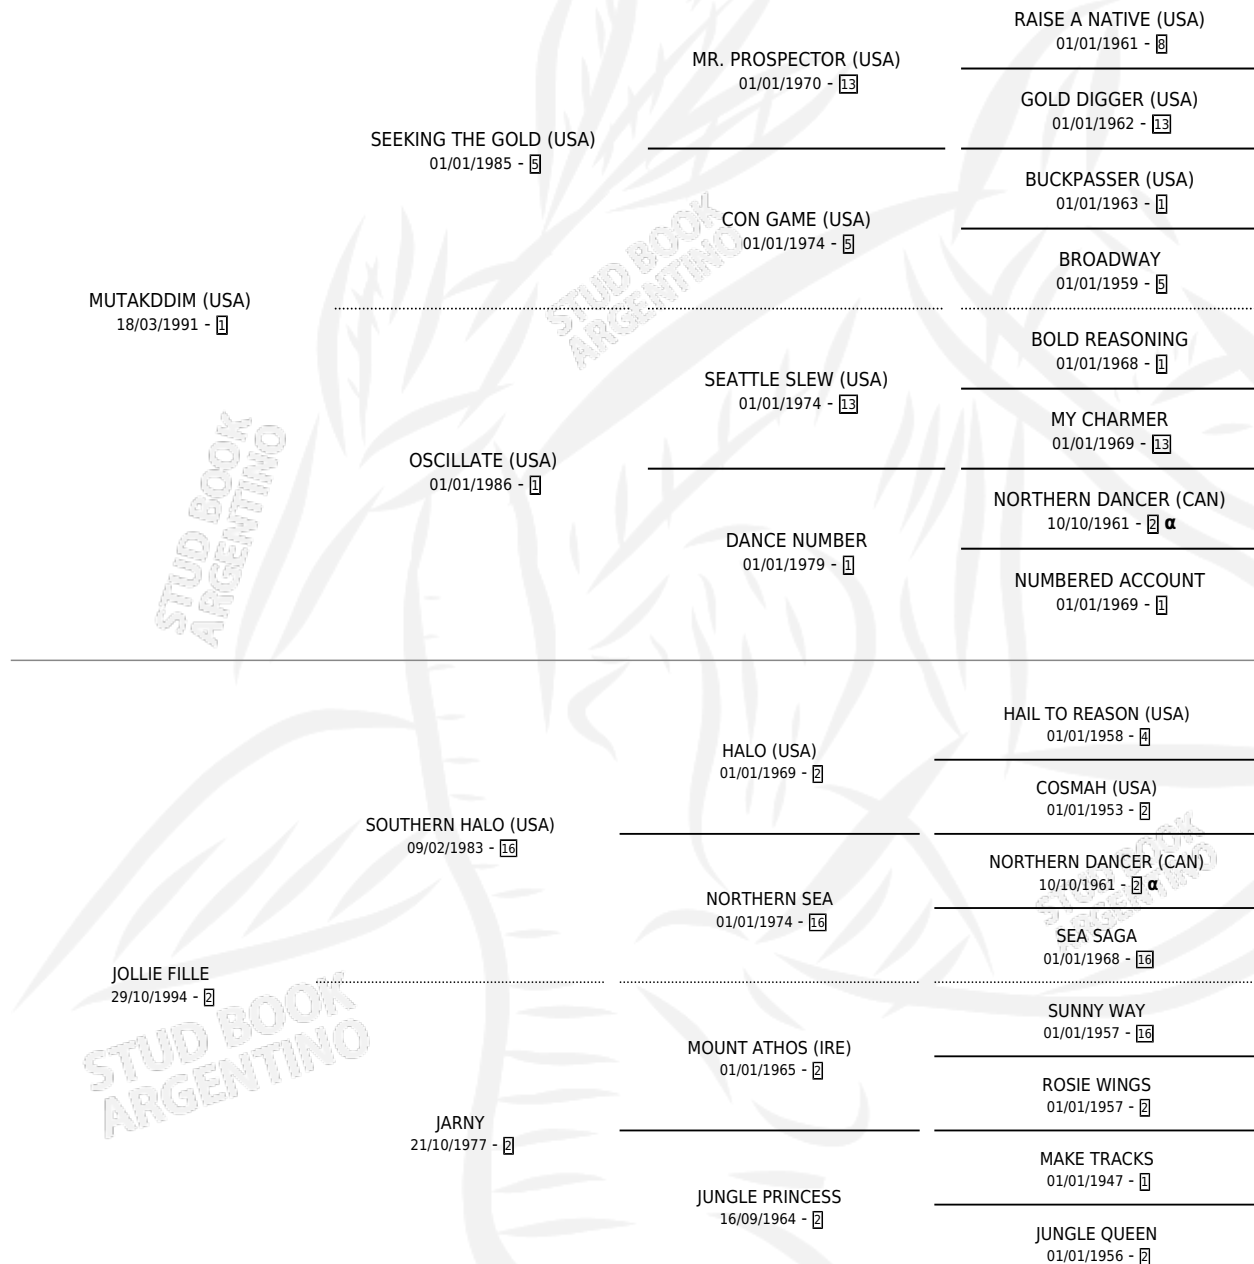 RAISE A NATIVE (USA)
01/01/1961 - 8
MR. PROSPECTOR (USA)
01/01/1970 - 13
GOLD DIGGER (USA)
01/01/1962 - 13
SEEKING THE GOLD (USA)
01/01/1985 - 5
BUCKPASSER (USA)
01/01/1963 - 1
CON GAME (USA)
01/01/1974 - 5
BROADWAY
01/01/1959 - 5
MUTAKDDIM (USA)
18/03/1991 - 1
BOLD REASONING
01/01/1968 - 1
SEATTLE SLEW (USA)
01/01/1974 - 13
MY CHARMER
01/01/1969 - 13
OSCILLATE (USA)
01/01/1986 - 1
NORTHERN DANCER (CAN)
10/10/1961 - 2 α
DANCE NUMBER
01/01/1979 - 1
NUMBERED ACCOUNT
01/01/1969 - 1
HAIL TO REASON (USA)
01/01/1958 - 4
HALO (USA)
01/01/1969 - 2
COSMAH (USA)
01/01/1953 - 2
SOUTHERN HALO (USA)
09/02/1983 - 16
NORTHERN DANCER (CAN)
10/10/1961 - 2 α
NORTHERN SEA
01/01/1974 - 16
SEA SAGA
01/01/1968 - 16
JOLLIE FILLE
29/10/1994 - 2
SUNNY WAY
01/01/1957 - 16
MOUNT ATHOS (IRE)
01/01/1965 - 2
ROSIE WINGS
01/01/1957 - 2
JARNY
21/10/1977 - 2
MAKE TRACKS
01/01/1947 - 1
JUNGLE PRINCESS
16/09/1964 - 2
JUNGLE QUEEN
01/01/1956 - 2
STUD BOOK
ARGENTINO
STUD BOOK
ARGENTINO
STUD BOOK
ARGENTINO
STUD BOOK
ARGENTINO